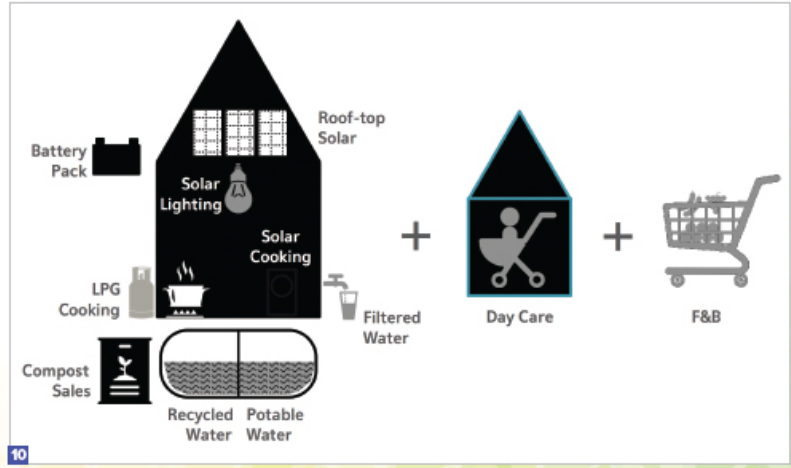 Roof-top
Solar
Battery
Pack
Solar
Lighting
Solar
Cooking
LPG
Cooking
Filtered
Water
Day Care
F&B
Compost
Sales
Recycled
Water
Potable
Water
10